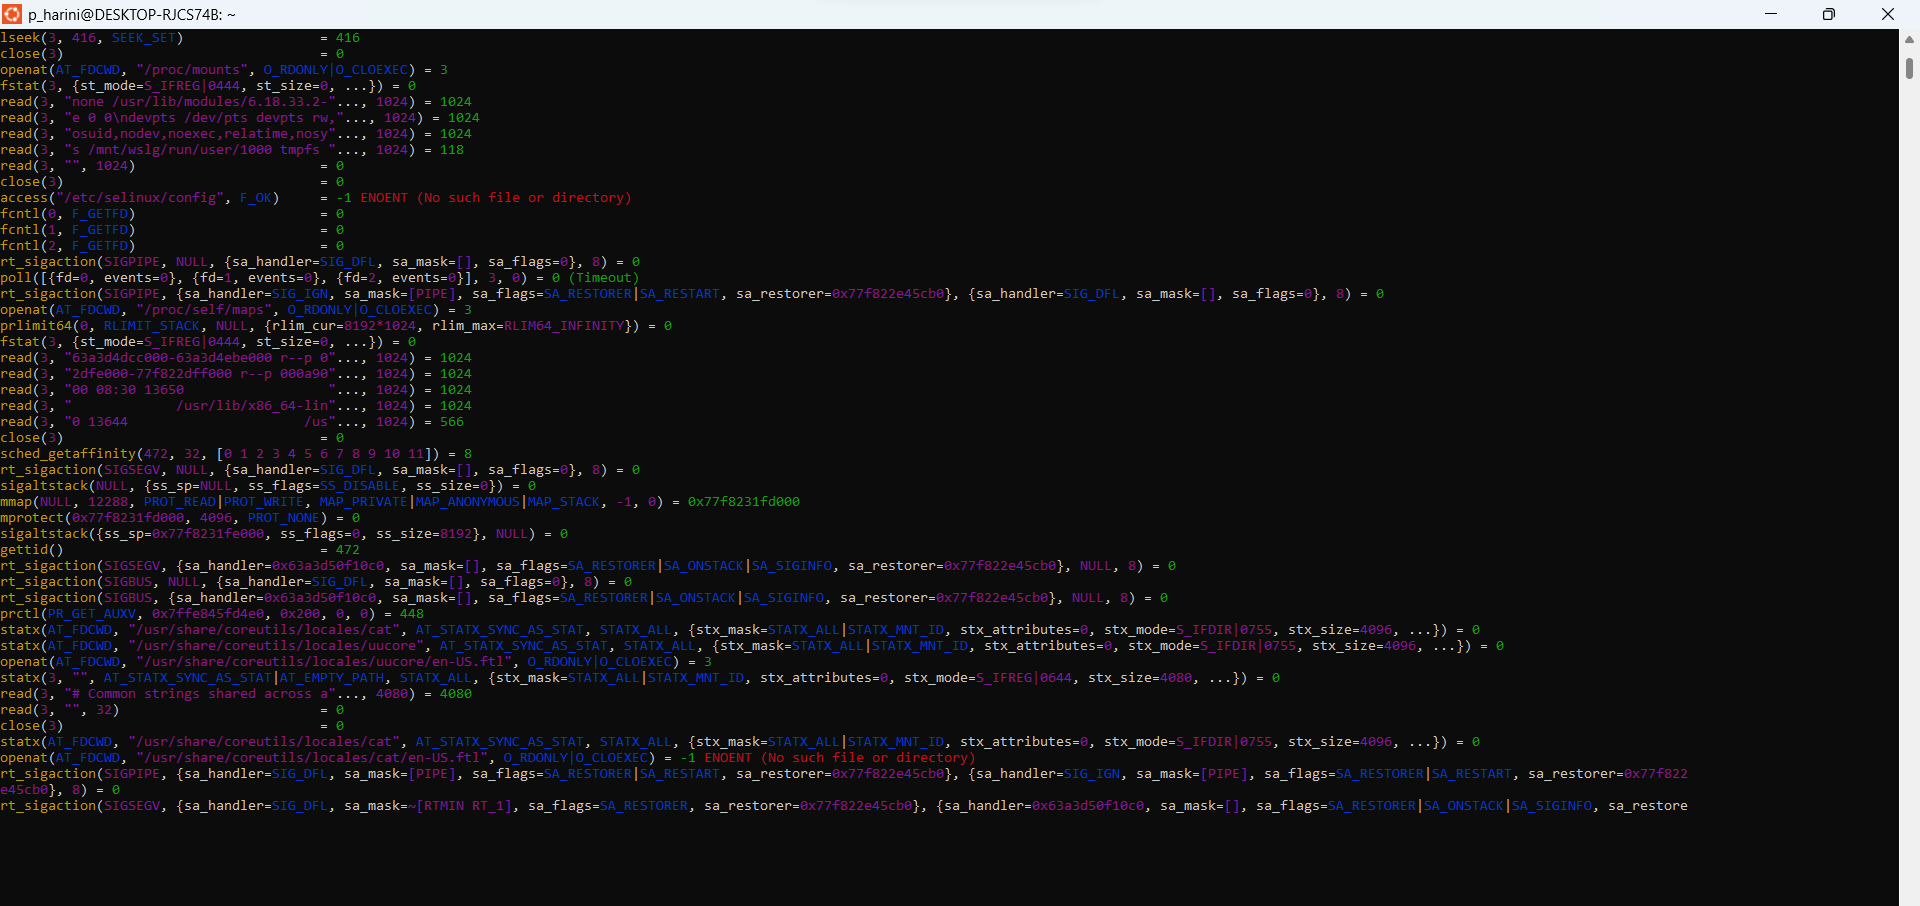 p_harini@DESKTOP-RJCS74B: ~
lseek(3, 416, SEEK_SET)                 = 416
close(3)                                = 0
openat(AT_FDCWD, "/proc/mounts", O_RDONLY|O_CLOEXEC) = 3
fstat(3, {st_mode=S_IFREG|0444, st_size=0, ...}) = 0
read(3, "none /usr/lib/modules/6.18.33.2-"..., 1024) = 1024
read(3, "e 0 0\ndevpts /dev/pts devpts rw,"..., 1024) = 1024
read(3, "osuid,nodev,noexec,relatime,nosy"..., 1024) = 1024
read(3, "s /mnt/wslg/run/user/1000 tmpfs "..., 1024) = 118
read(3, "", 1024)                       = 0
close(3)                                = 0
access("/etc/selinux/config", F_OK)     = -1 ENOENT (No such file or directory)
fcntl(0, F_GETFD)                       = 0
fcntl(1, F_GETFD)                       = 0
fcntl(2, F_GETFD)                       = 0
rt_sigaction(SIGPIPE, NULL, {sa_handler=SIG_DFL, sa_mask=[], sa_flags=0}, 8) = 0
poll([{fd=0, events=0}, {fd=1, events=0}, {fd=2, events=0}], 3, 0) = 0 (Timeout)
rt_sigaction(SIGPIPE, {sa_handler=SIG_IGN, sa_mask=[PIPE], sa_flags=SA_RESTORER|SA_RESTART, sa_restorer=0x77f822e45cb0}, {sa_handler=SIG_DFL, sa_mask=[], sa_flags=0}, 8) = 0
openat(AT_FDCWD, "/proc/self/maps", O_RDONLY|O_CLOEXEC) = 3
prlimit64(0, RLIMIT_STACK, NULL, {rlim_cur=8192*1024, rlim_max=RLIM64_INFINITY}) = 0
fstat(3, {st_mode=S_IFREG|0444, st_size=0, ...}) = 0
read(3, "63a3d4dcc000-63a3d4ebe000 r--p 0"..., 1024) = 1024
read(3, "2dfe000-77f822dff000 r--p 000a90"..., 1024) = 1024
read(3, "00 08:30 13650                  "..., 1024) = 1024
read(3, "             /usr/lib/x86_64-lin"..., 1024) = 1024
read(3, "0 13644                      /us"..., 1024) = 566
close(3)                                = 0
sched_getaffinity(472, 32, [0 1 2 3 4 5 6 7 8 9 10 11]) = 8
rt_sigaction(SIGSEGV, NULL, {sa_handler=SIG_DFL, sa_mask=[], sa_flags=0}, 8) = 0
sigaltstack(NULL, {ss_sp=NULL, ss_flags=SS_DISABLE, ss_size=0}) = 0
mmap(NULL, 12288, PROT_READ|PROT_WRITE, MAP_PRIVATE|MAP_ANONYMOUS|MAP_STACK, -1, 0) = 0x77f8231fd000
mprotect(0x77f8231fd000, 4096, PROT_NONE) = 0
sigaltstack({ss_sp=0x77f8231fe000, ss_flags=0, ss_size=8192}, NULL) = 0
gettid()                                = 472
rt_sigaction(SIGSEGV, {sa_handler=0x63a3d50f10c0, sa_mask=[], sa_flags=SA_RESTORER|SA_ONSTACK|SA_SIGINFO, sa_restorer=0x77f822e45cb0}, NULL, 8) = 0
rt_sigaction(SIGBUS, NULL, {sa_handler=SIG_DFL, sa_mask=[], sa_flags=0}, 8) = 0
rt_sigaction(SIGBUS, {sa_handler=0x63a3d50f10c0, sa_mask=[], sa_flags=SA_RESTORER|SA_ONSTACK|SA_SIGINFO, sa_restorer=0x77f822e45cb0}, NULL, 8) = 0
prctl(PR_GET_AUXV, 0x7ffe845fd4e0, 0x200, 0, 0) = 448
statx(AT_FDCWD, "/usr/share/coreutils/locales/cat", AT_STATX_SYNC_AS_STAT, STATX_ALL, {stx_mask=STATX_ALL|STATX_MNT_ID, stx_attributes=0, stx_mode=S_IFDIR|0755, stx_size=4096, ...}) = 0
statx(AT_FDCWD, "/usr/share/coreutils/locales/uucore", AT_STATX_SYNC_AS_STAT, STATX_ALL, {stx_mask=STATX_ALL|STATX_MNT_ID, stx_attributes=0, stx_mode=S_IFDIR|0755, stx_size=4096, ...}) = 0
openat(AT_FDCWD, "/usr/share/coreutils/locales/uucore/en-US.ftl", O_RDONLY|O_CLOEXEC) = 3
statx(3, "", AT_STATX_SYNC_AS_STAT|AT_EMPTY_PATH, STATX_ALL, {stx_mask=STATX_ALL|STATX_MNT_ID, stx_attributes=0, stx_mode=S_IFREG|0644, stx_size=4080, ...}) = 0
read(3, "# Common strings shared across a"..., 4080) = 4080
read(3, "", 32)                         = 0
close(3)                                = 0
statx(AT_FDCWD, "/usr/share/coreutils/locales/cat", AT_STATX_SYNC_AS_STAT, STATX_ALL, {stx_mask=STATX_ALL|STATX_MNT_ID, stx_attributes=0, stx_mode=S_IFDIR|0755, stx_size=4096, ...}) = 0
openat(AT_FDCWD, "/usr/share/coreutils/locales/cat/en-US.ftl", O_RDONLY|O_CLOEXEC) = -1 ENOENT (No such file or directory)
rt_sigaction(SIGPIPE, {sa_handler=SIG_DFL, sa_mask=[PIPE], sa_flags=SA_RESTORER|SA_RESTART, sa_restorer=0x77f822e45cb0}, {sa_handler=SIG_IGN, sa_mask=[PIPE], sa_flags=SA_RESTORER|SA_RESTART, sa_restorer=0x77f822
e45cb0}, 8) = 0
rt_sigaction(SIGSEGV, {sa_handler=SIG_DFL, sa_mask=~[RTMIN RT_1], sa_flags=SA_RESTORER, sa_restorer=0x77f822e45cb0}, {sa_handler=0x63a3d50f10c0, sa_mask=[], sa_flags=SA_RESTORER|SA_ONSTACK|SA_SIGINFO, sa_restore